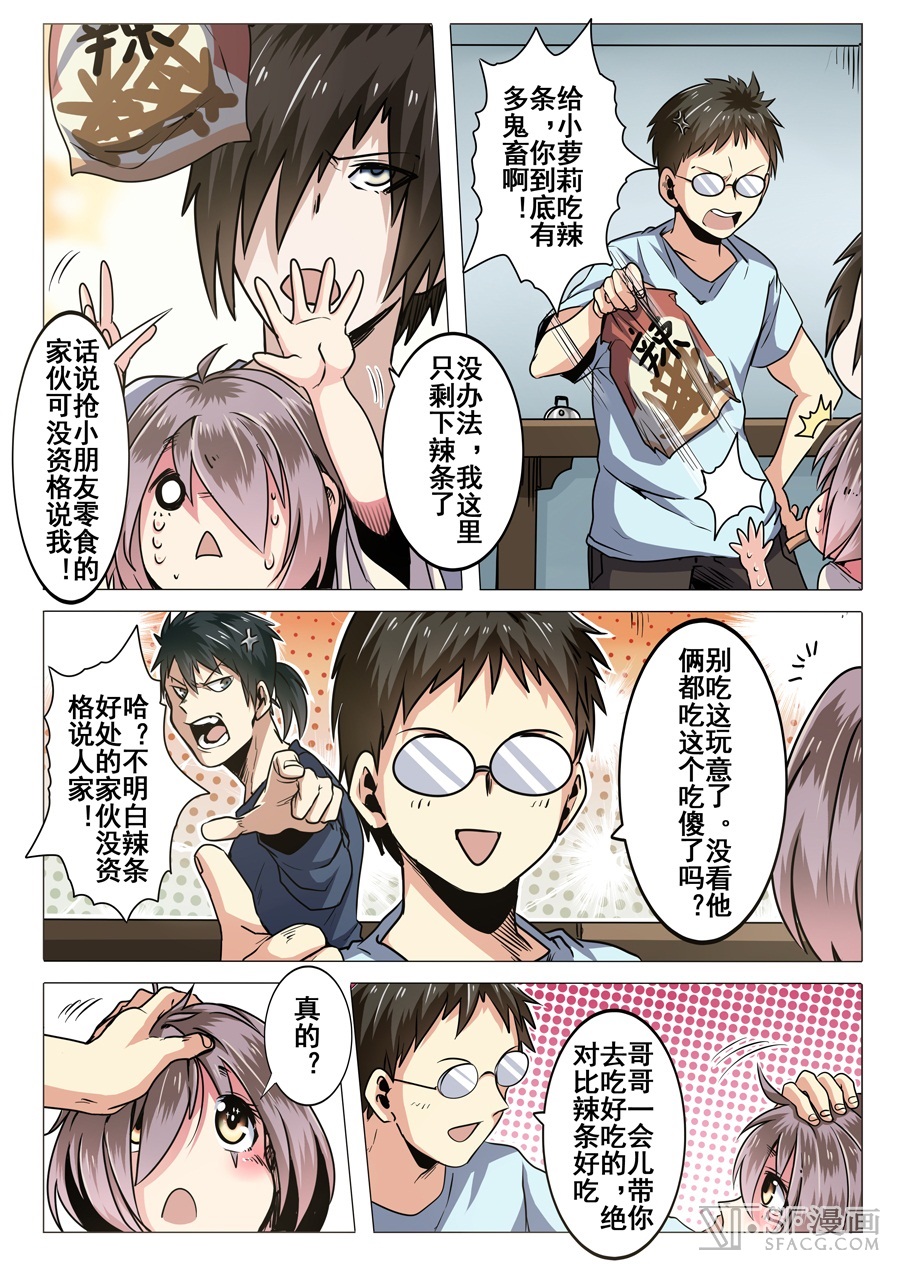 给小萝莉吃辣
条，你到底有
多鬼畜啊！
辣
辣
没办法，我这里
只剩下辣条了
话说抢小朋友零食的
家伙可没资格说我！
别吃这玩意了。没看他
俩都吃这个吃傻了吗？
哈？不明白辣条
好处的家伙没资
格说人家！
真的？
哥哥一会儿带你
去吃好吃的，绝
对比辣条好吃
SF漫画
SFACG.COM